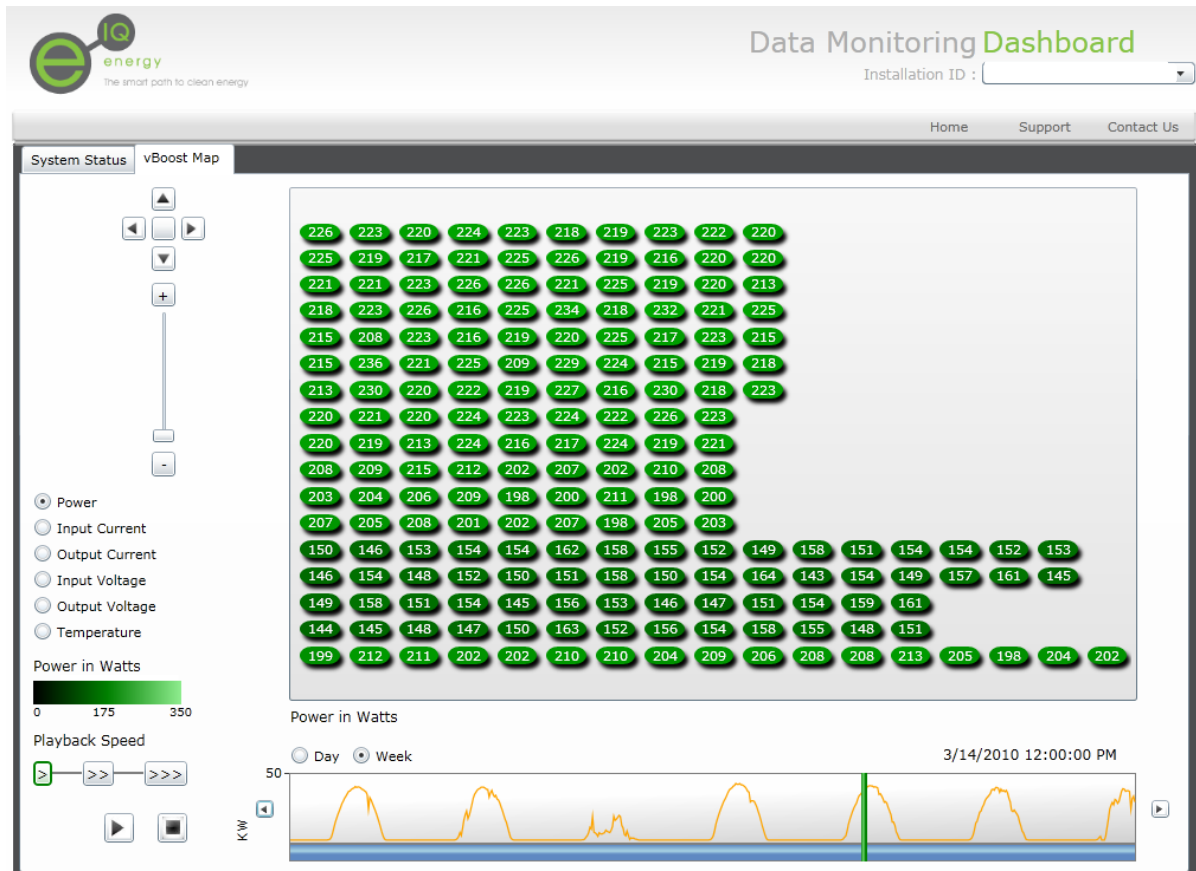 IQ
e
energy
The smart path to clean energy
Data Monitoring Dashboard
Installation ID :
Home Support Contact Us
System Status vBoost Map
+
-
Power
Input Current
Output Current
Input Voltage
Output Voltage
Temperature
Power in Watts
0 175 350
Playback Speed
> >> >>>
226 223 220 224 223 218 219 223 222 220
225 219 217 221 225 226 219 216 220 220
221 221 223 226 226 221 225 219 220 213
218 223 226 216 225 234 218 232 221 225
215 208 223 216 219 220 225 217 223 215
215 236 221 225 209 229 224 215 219 218
213 230 220 222 219 227 216 230 218 223
220 221 220 224 223 224 222 226 223
220 219 213 224 216 217 224 219 221
208 209 215 212 202 207 202 210 208
203 204 206 209 198 200 211 198 200
207 205 208 201 202 207 198 205 203
150 146 153 154 154 162 158 155 152 149 158 151 154 154 152 153
146 154 148 152 150 151 158 150 154 164 143 154 149 157 161 145
149 158 151 154 145 156 153 146 147 151 154 159 161
144 145 148 147 150 163 152 156 154 158 155 148 151
199 212 211 202 202 210 210 204 209 206 208 208 213 205 198 204 202
Power in Watts
Day Week
3/14/2010 12:00:00 PM
50
KW